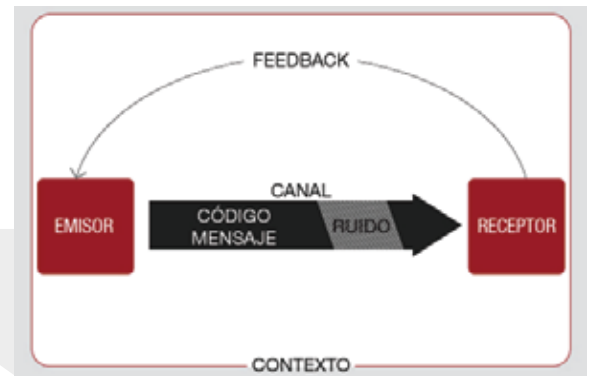 FEEDBACK
CANAL
EMISOR
CÓDIGO
MENSAJE
RUIDO
RECEPTOR
CONTEXTO